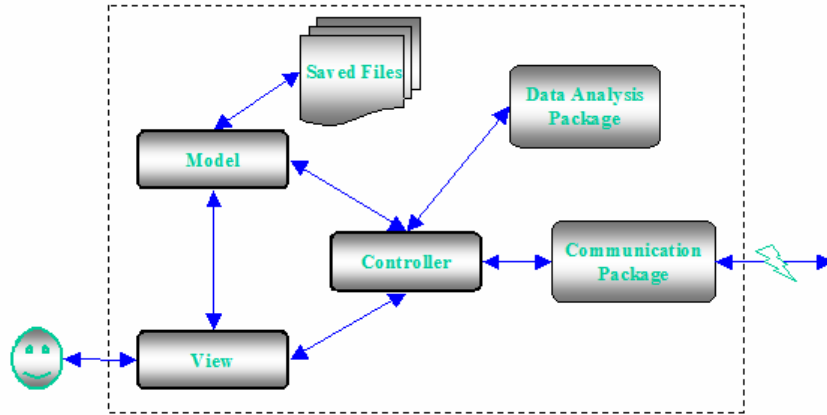 Saved Files
Data Analysis
Package
Model
Controller
Communication
Package
View